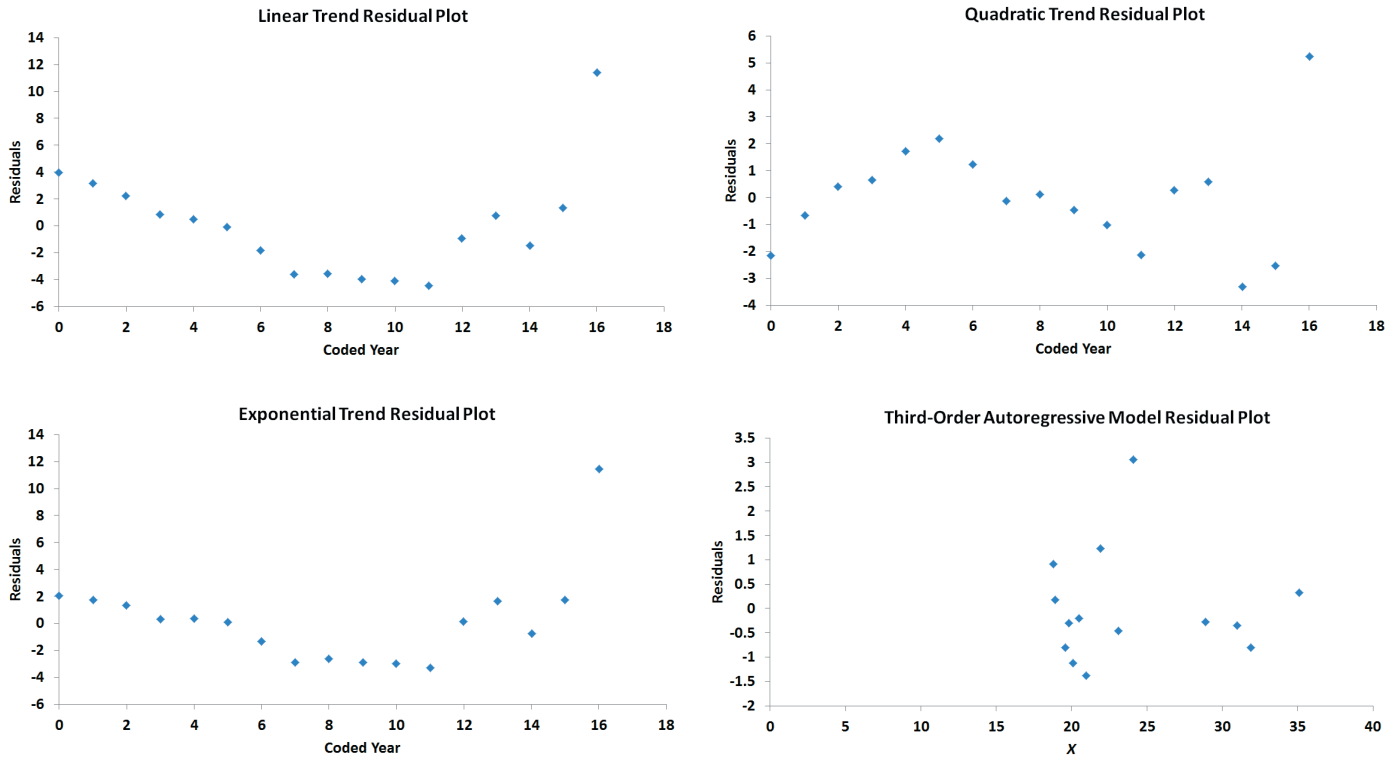 Linear Trend Residual Plot
14
12
10
8
6
4
2
0
-2
-4
-6
Residuals
0 2 4 6 8 10 12 14 16 18
Coded Year
Quadratic Trend Residual Plot
6
5
4
3
2
1
0
-1
-2
-3
-4
Residuals
0 2 4 6 8 10 12 14 16 18
Coded Year
Exponential Trend Residual Plot
14
12
10
8
6
4
2
0
-2
-4
-6
Residuals
0 2 4 6 8 10 12 14 16 18
Coded Year
Third-Order Autoregressive Model Residual Plot
3.5
3
2.5
2
1.5
1
0.5
0
-0.5
-1
-1.5
-2
Residuals
0 5 10 15 20 25 30 35 40
X